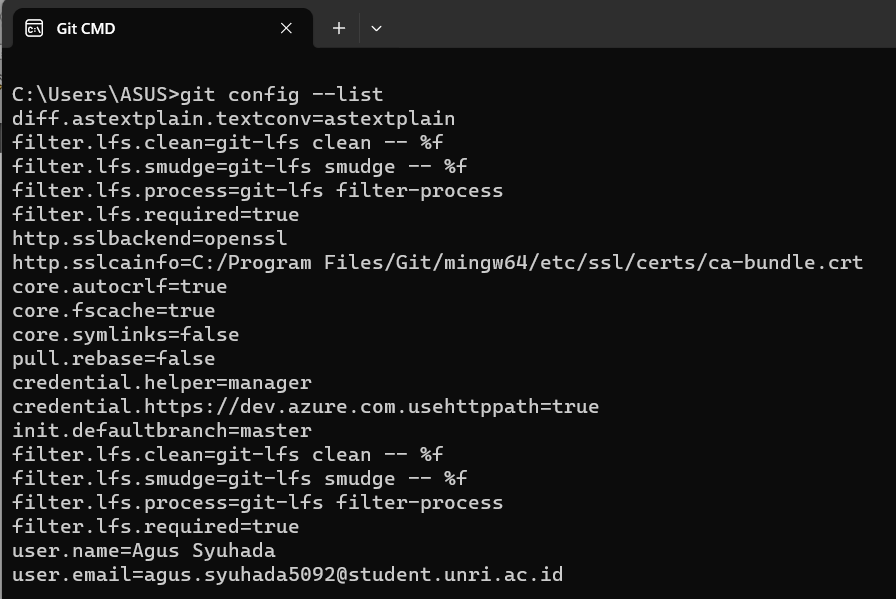 Git CMD
C:\Users\ASUS>git config --list
diff.astextplain.textconv=astextplain
filter.lfs.clean=git-lfs clean -- %f
filter.lfs.smudge=git-lfs smudge -- %f
filter.lfs.process=git-lfs filter-process
filter.lfs.required=true
http.sslbackend=openssl
http.sslcainfo=C:/Program Files/Git/mingw64/etc/ssl/certs/ca-bundle.crt
core.autocrlf=true
core.fscache=true
core.symlinks=false
pull.rebase=false
credential.helper=manager
credential.https://dev.azure.com.usehttppath=true
init.defaultbranch=master
filter.lfs.clean=git-lfs clean -- %f
filter.lfs.smudge=git-lfs smudge -- %f
filter.lfs.process=git-lfs filter-process
filter.lfs.required=true
user.name=Agus Syuhada
user.email=agus.syuhada5092@student.unri.ac.id